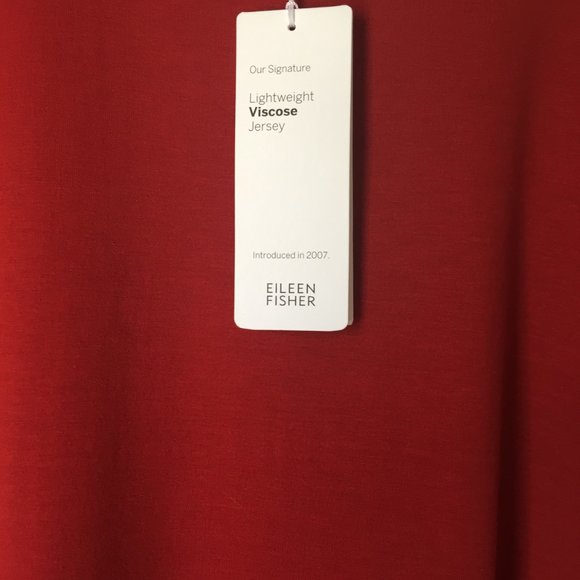 Our Signature
Lightweight
Viscose
Jersey
Introduced in 2007.
EILEEN
FISHER